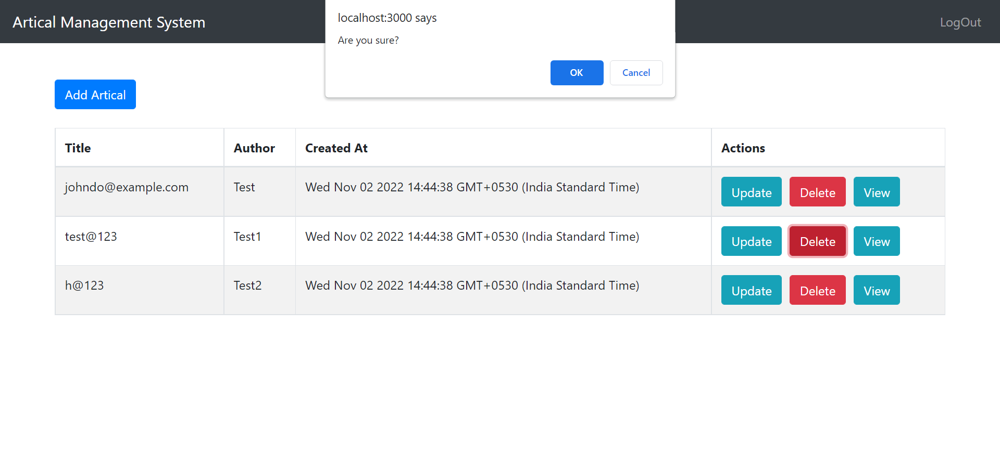 Artical Management System
LogOut
localhost:3000 says
Are you sure?
OK Cancel
Add Artical
Title Author Created At Actions
johndo@example.com Test Wed Nov 02 2022 14:44:38 GMT+0530 (India Standard Time) Update Delete View
test@123 Test1 Wed Nov 02 2022 14:44:38 GMT+0530 (India Standard Time) Update Delete View
h@123 Test2 Wed Nov 02 2022 14:44:38 GMT+0530 (India Standard Time) Update Delete View